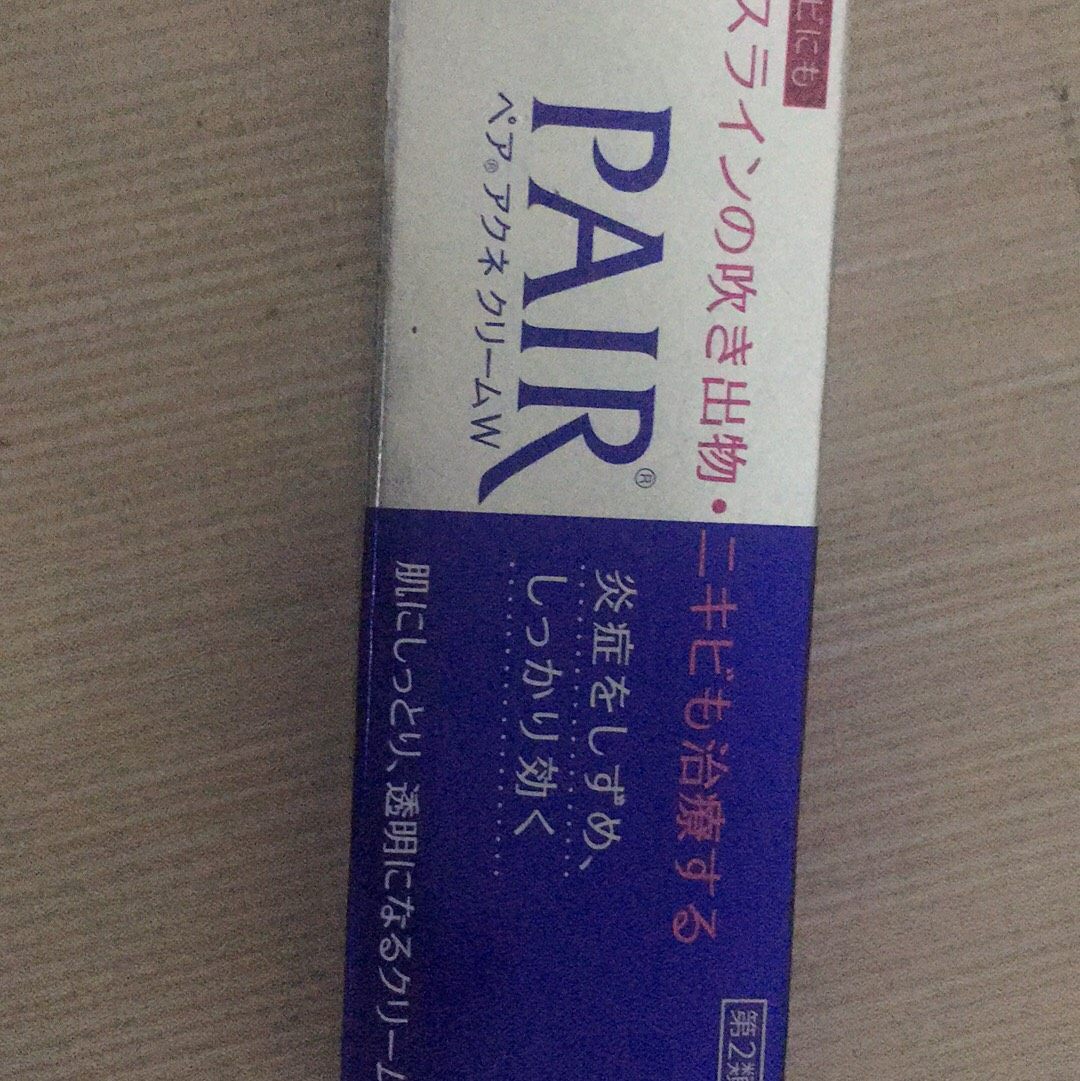 ビにも
スラインの吹き出物・ニキビも治療する
PAIR®
ペア®アクネクリームW
炎症をしずめ、
しっかり効く
肌にしっとり、透明になるクリーム
第2類